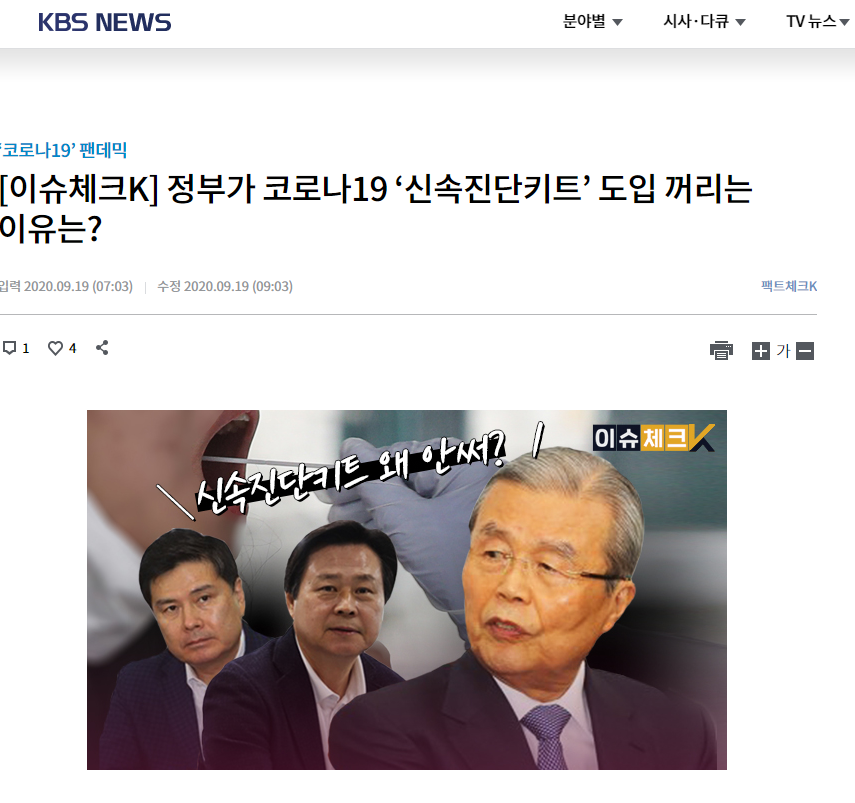 KBS NEWS
분야별 시사·다큐 TV 뉴스
‘코로나19’ 팬데믹
[이슈체크K] 정부가 코로나19 ‘신속진단키트’ 도입 꺼리는
이유는?
입력 2020.09.19 (07:03) 수정 2020.09.19 (09:03) 팩트체크K
1 4 가
이슈체크K
신속진단키트 왜 안써?